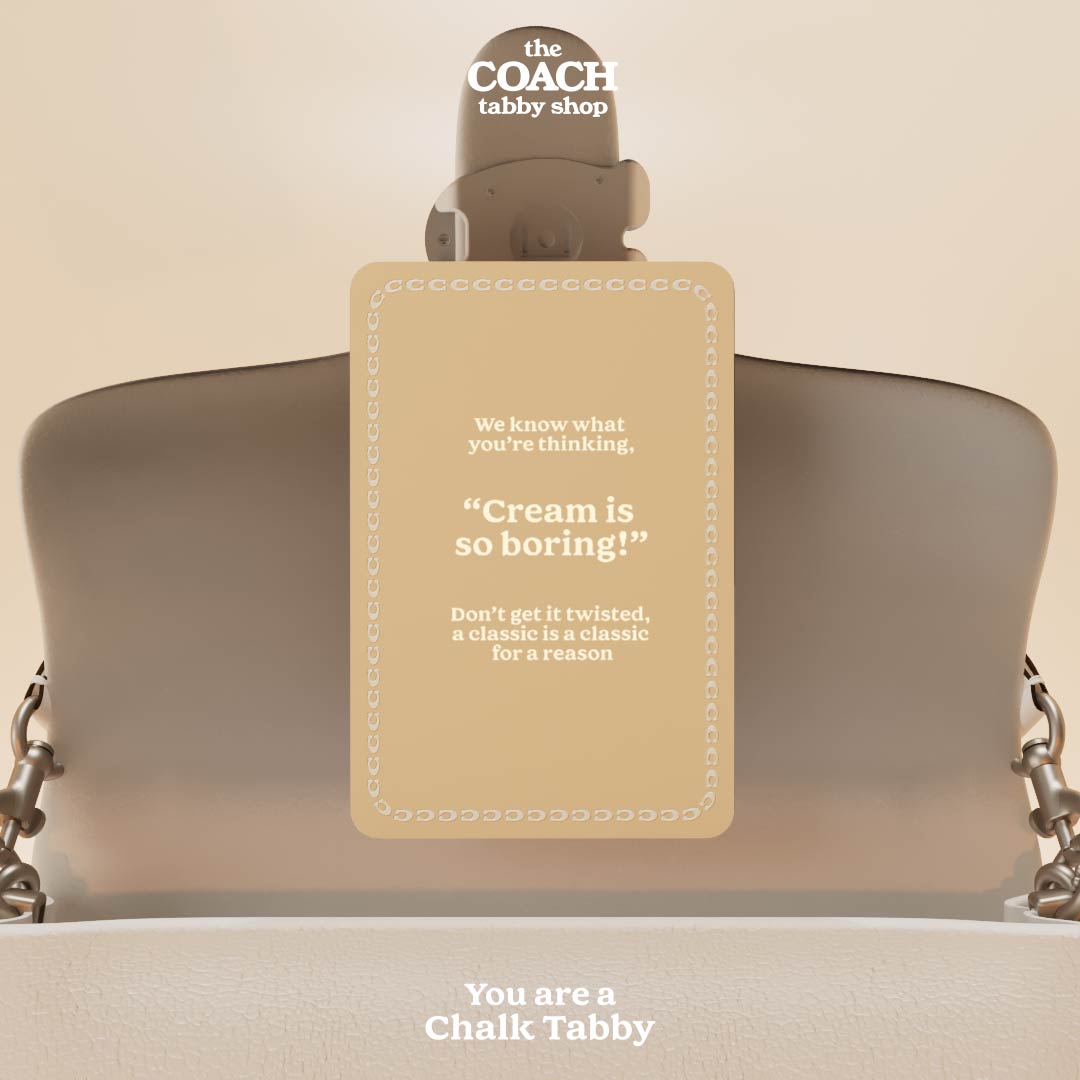 the
COACH
tabby shop
We know what
you're thinking,
“Cream is
so boring!”
Don't get it twisted,
a classic is a classic
for a reason
You are a
Chalk Tabby